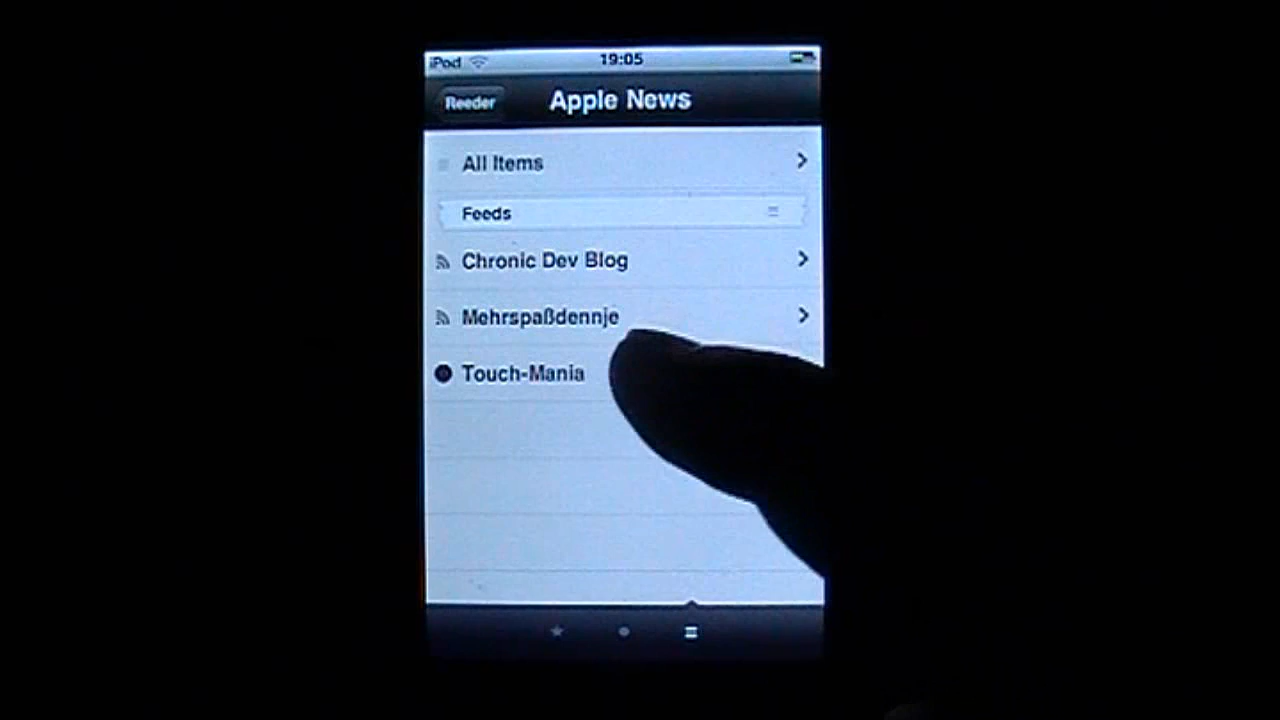 iPod 19:05
Reeder Apple News
All Items
Feeds
Chronic Dev Blog
Mehrspaßdennje
Touch-Mania